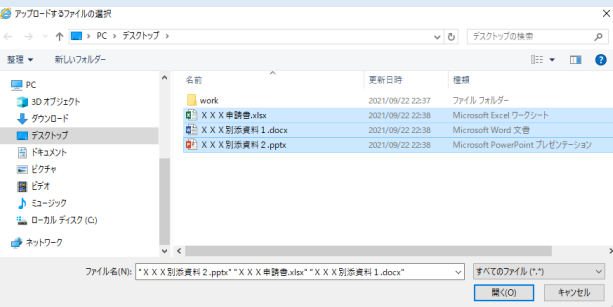 アップロードするファイルの選択
PC > デスクトップ >
デスクトップの検索
整理 新しいフォルダー
名前 更新日時 種類
PC
3D オブジェクト
ダウンロード
デスクトップ
ドキュメント
ピクチャ
ビデオ
ミュージック
ローカル ディスク (C:)
ネットワーク
work 2021/09/22 22:37 ファイル フォルダー
ＸＸＸ申請書.xlsx 2021/09/22 22:38 Microsoft Excel ワークシート
ＸＸＸ別添資料１.docx 2021/09/22 22:38 Microsoft Word 文書
ＸＸＸ別添資料２.pptx 2021/09/22 22:38 Microsoft PowerPoint プレゼンテーション
ファイル名(N): "ＸＸＸ別添資料２.pptx" "ＸＸＸ申請書.xlsx" "ＸＸＸ別添資料１.docx"
すべてのファイル (*.*)
開く(O) キャンセル